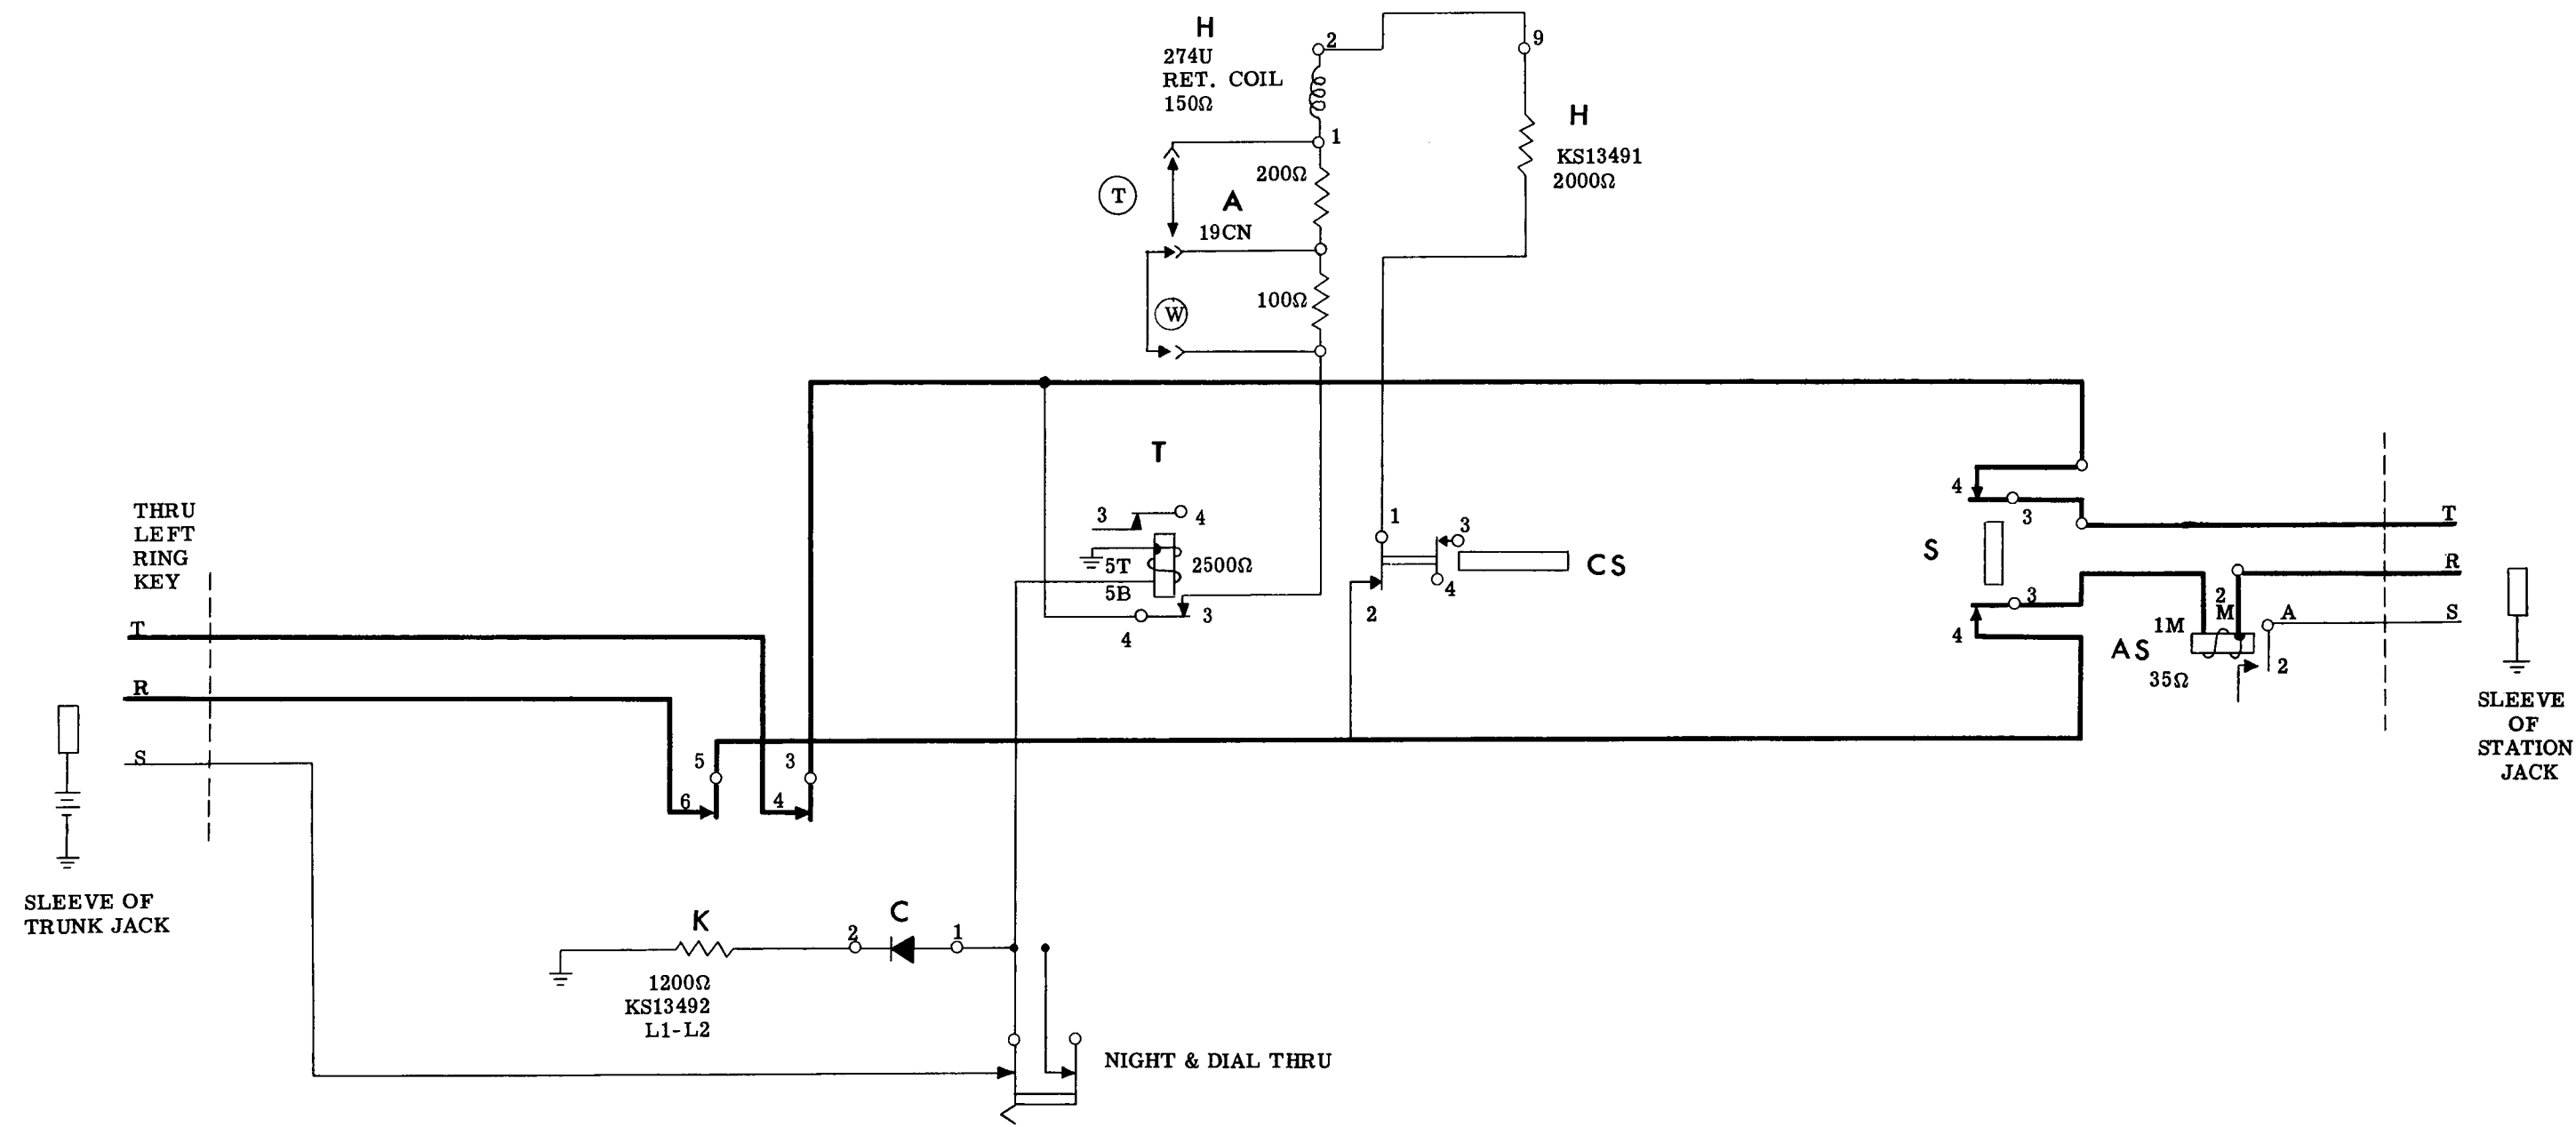 H
274U
RET. COIL
150Ω
2
9
1
H
KS13491
2000Ω
200Ω
T
A
19CN
100Ω
W
T
3
4
5T
2500Ω
5B
3
4
1
3
CS
4
2
4
3
S
3
4
T
R
2
M
1M
A
S
AS
2
35Ω
SLEEVE
OF
STATION
JACK
THRU
LEFT
RING
KEY
T
R
S
5
3
6
4
SLEEVE OF
TRUNK JACK
K
C
2
1
1200Ω
KS13492
L1-L2
NIGHT & DIAL THRU